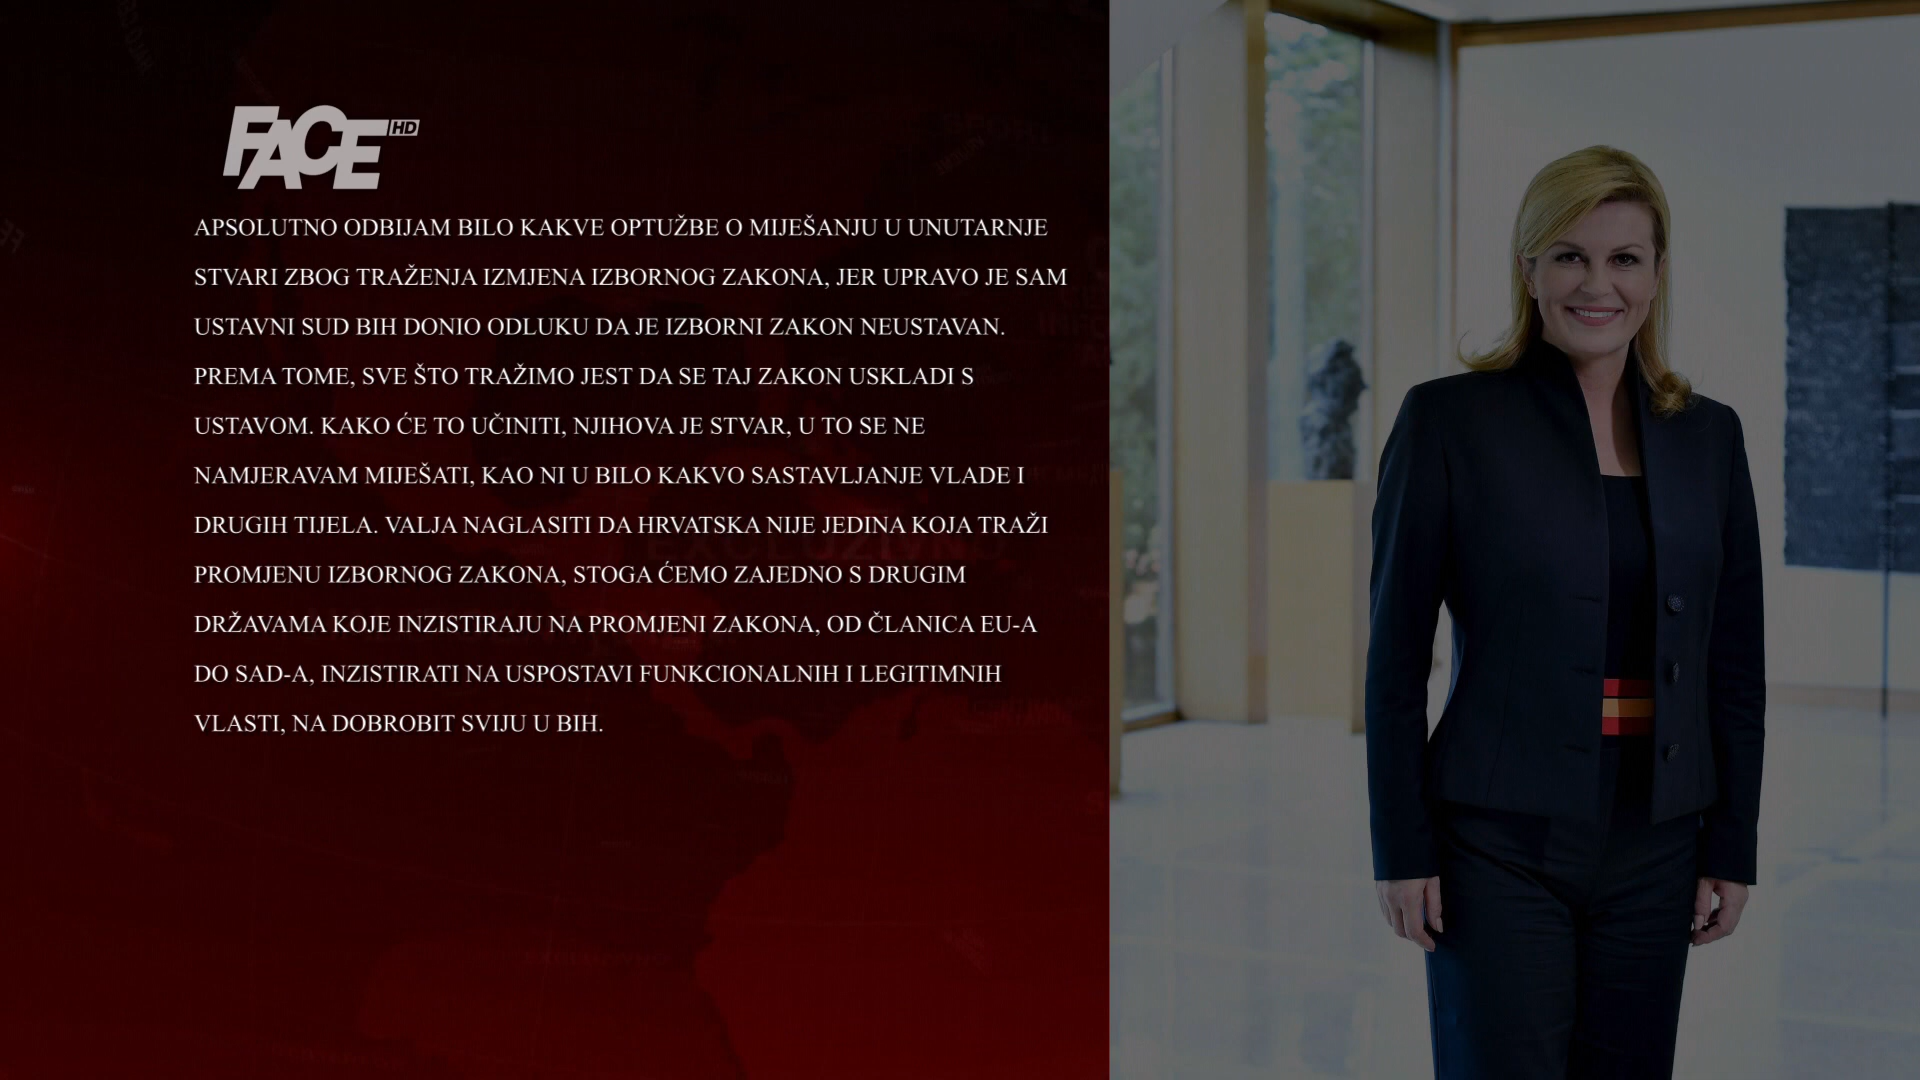 FACE HD
APSOLUTNO ODBIJAM BILO KAKVE OPTUŽBE O MIJEŠANJU U UNUTARNJE
STVARI ZBOG TRAŽENJA IZMJENA IZBORNOG ZAKONA, JER UPRAVO JE SAM
USTAVNI SUD BIH DONIO ODLUKU DA JE IZBORNI ZAKON NEUSTAVAN.
PREMA TOME, SVE ŠTO TRAŽIMO JEST DA SE TAJ ZAKON USKLADI S
USTAVOM. KAKO ĆE TO UČINITI, NJIHOVA JE STVAR, U TO SE NE
NAMJERAVAM MIJEŠATI, KAO NI U BILO KAKVO SASTAVLJANJE VLADE I
DRUGIH TIJELA. VALJA NAGLASITI DA HRVATSKA NIJE JEDINA KOJA TRAŽI
PROMJENU IZBORNOG ZAKONA, STOGA ĆEMO ZAJEDNO S DRUGIM
DRŽAVAMA KOJE INZISTIRAJU NA PROMJENI ZAKONA, OD ČLANICA EU-A
DO SAD-A, INZISTIRATI NA USPOSTAVI FUNKCIONALNIH I LEGITIMNIH
VLASTI, NA DOBROBIT SVIJU U BIH.